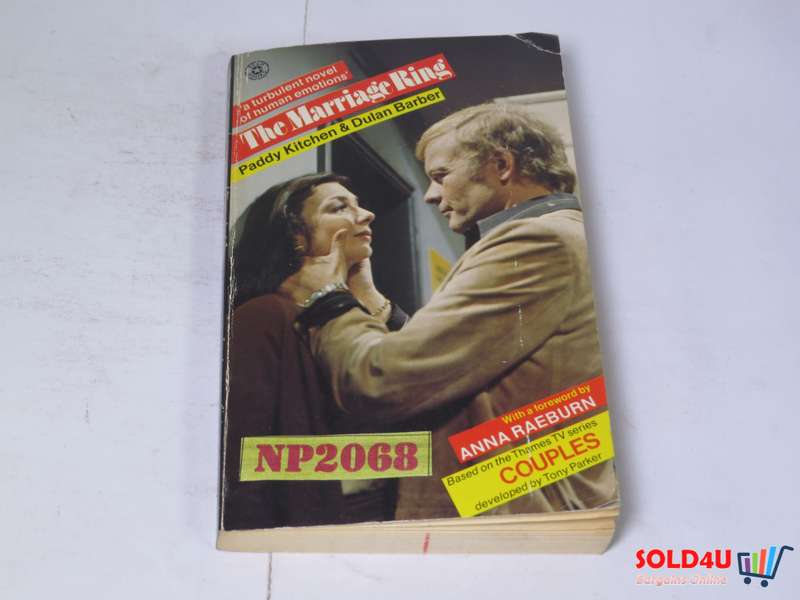 'a turbulent novel
of human emotions'
The Marriage Ring
Paddy Kitchen & Dulan Barber
NP2068
With a foreword by
ANNA RAEBURN
Based on the Thames TV series
COUPLES
developed by Tony Parker
SOLD4U
Bargains Online